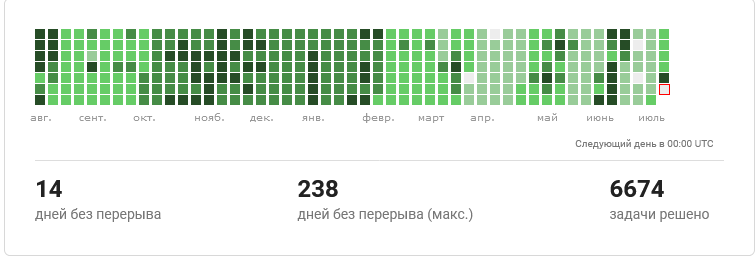 авг. сент. окт. нояб. дек. янв. февр. март апр. май июнь июль
Следующий день в 00:00 UTC
14 238 6674
дней без перерыва дней без перерыва (макс.) задачи решено